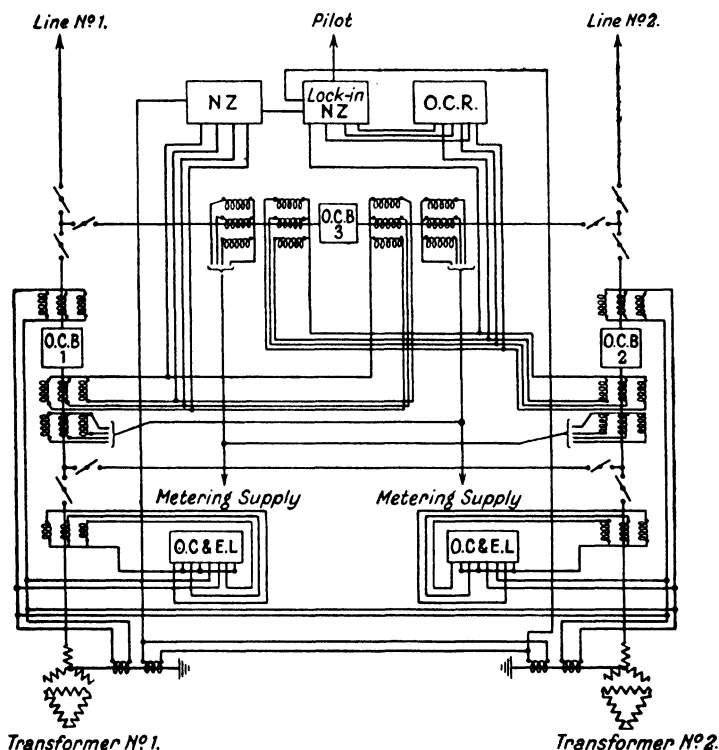 Line Nº1.
Pilot
Line Nº2.
NZ
Lock-in
NZ
O.C.R.
O.C.B
3
O.C.B
1
O.C.B
2
Metering Supply
Metering Supply
O.C & E.L
O.C & E.L
Transformer Nº1.
Transformer Nº2.